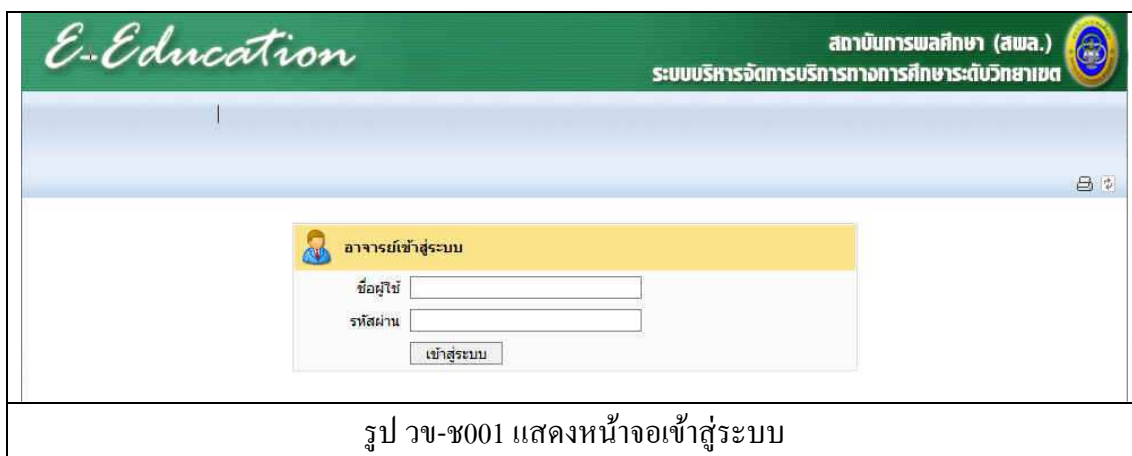 E-Education
สถาบันการพลศึกษา (สพล.)
ระบบบริหารจัดการบริการทางการศึกษาระดับวิทยาเขต
อาจารย์เข้าสู่ระบบ
ชื่อผู้ใช้
รหัสผ่าน
เข้าสู่ระบบ
รูป วข-ช001 แสดงหน้าจอเข้าสู่ระบบ